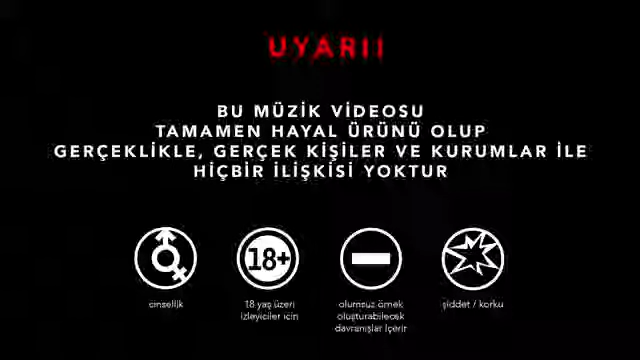 UYARI!
BU MÜZİK VİDEOSU
TAMAMEN HAYAL ÜRÜNÜ OLUP
GERÇEKLİKLE, GERÇEK KİŞİLER VE KURUMLAR İLE
HİÇBİR İLİŞKİSİ YOKTUR
18+
cinsellik
18 yaş üzeri
izleyiciler için
olumsuz örnek
oluşturabilecek
davranışlar içerir
şiddet / korku